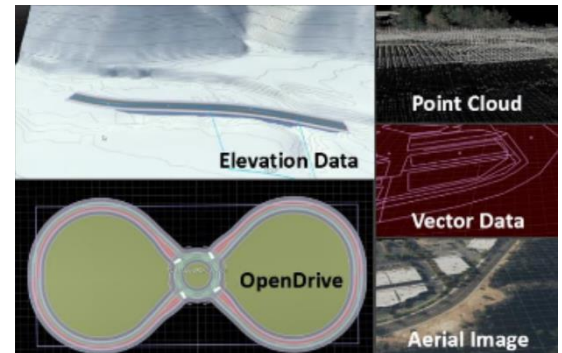 Elevation Data
Point Cloud
Vector Data
OpenDrive
Aerial Image